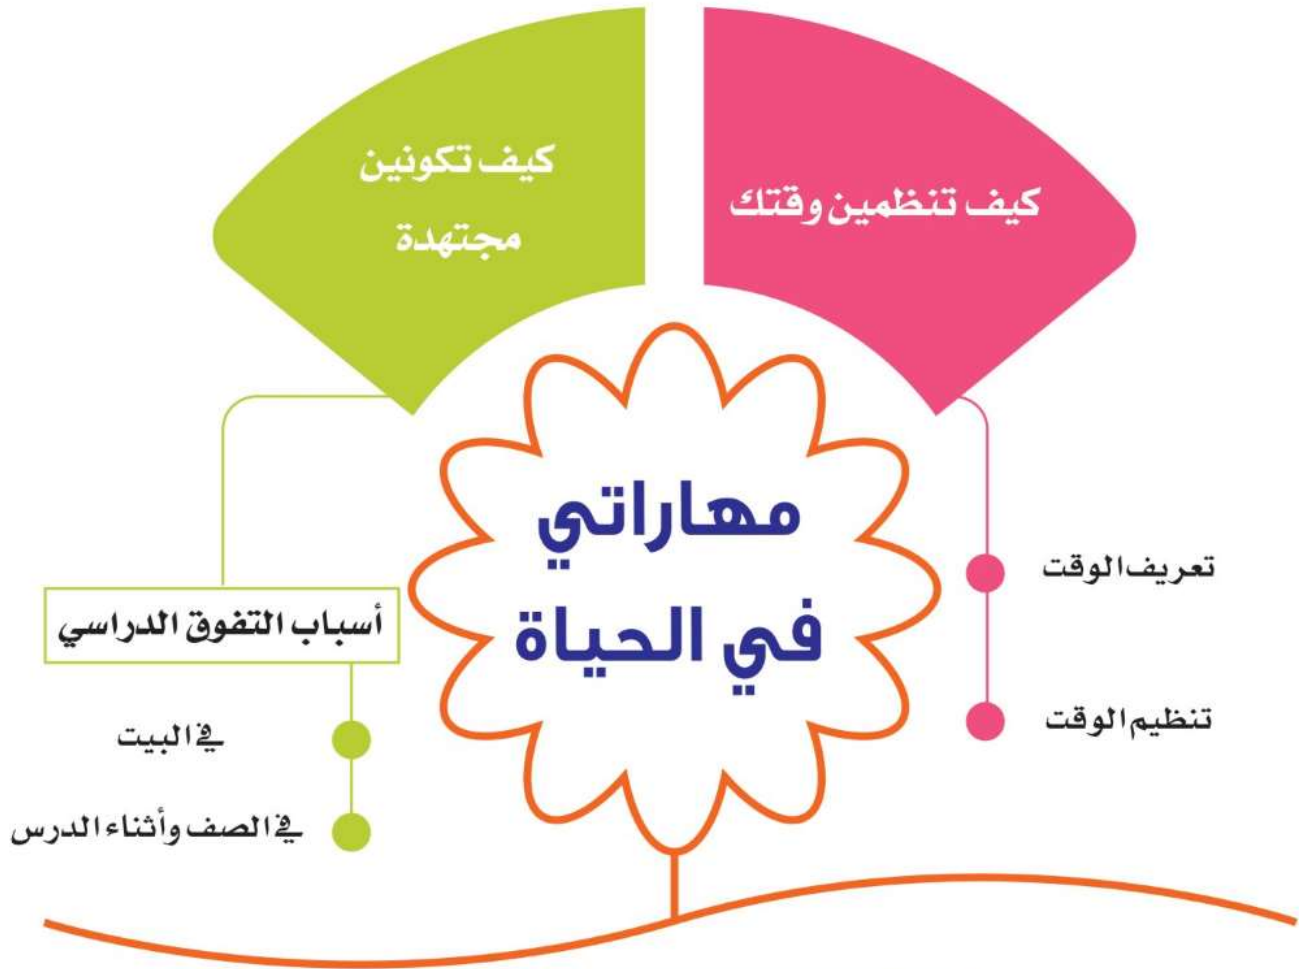 كيف تنظمين وقتك
كيف تكونين
مجتهدة
مهاراتي
في الحياة
تعريف الوقت
تنظيم الوقت
أسباب التفوق الدراسي
في البيت
في الصف وأثناء الدرس